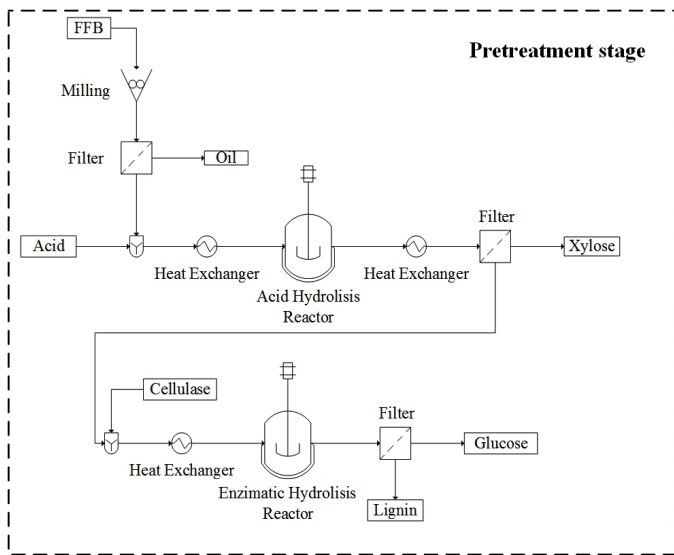 FFB
Pretreatment stage
Milling
Filter
Oil
Filter
Acid
Xylose
Heat Exchanger
Heat Exchanger
Acid Hydrolisis
Reactor
Cellulase
Filter
Glucose
Heat Exchanger
Enzimatic Hydrolisis
Reactor
Lignin